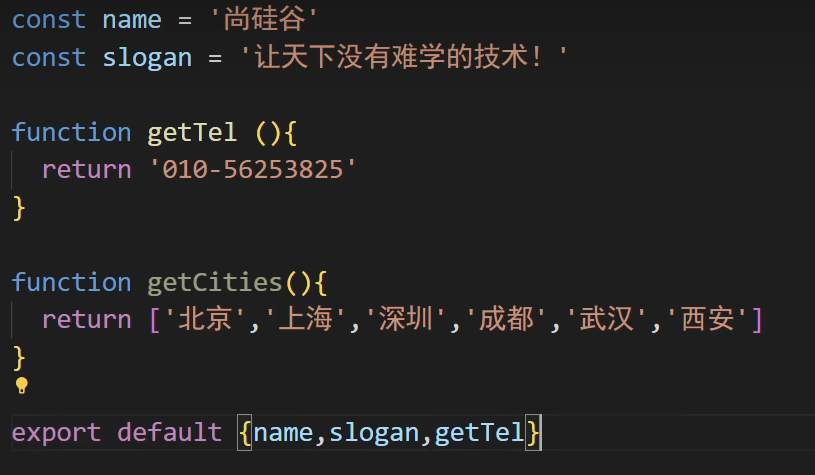 const name = '尚硅谷'
const slogan = '让天下没有难学的技术！'
function getTel (){
return '010-56253825'
}
function getCities(){
return ['北京','上海','深圳','成都','武汉','西安']
}
export default {name,slogan,getTel}